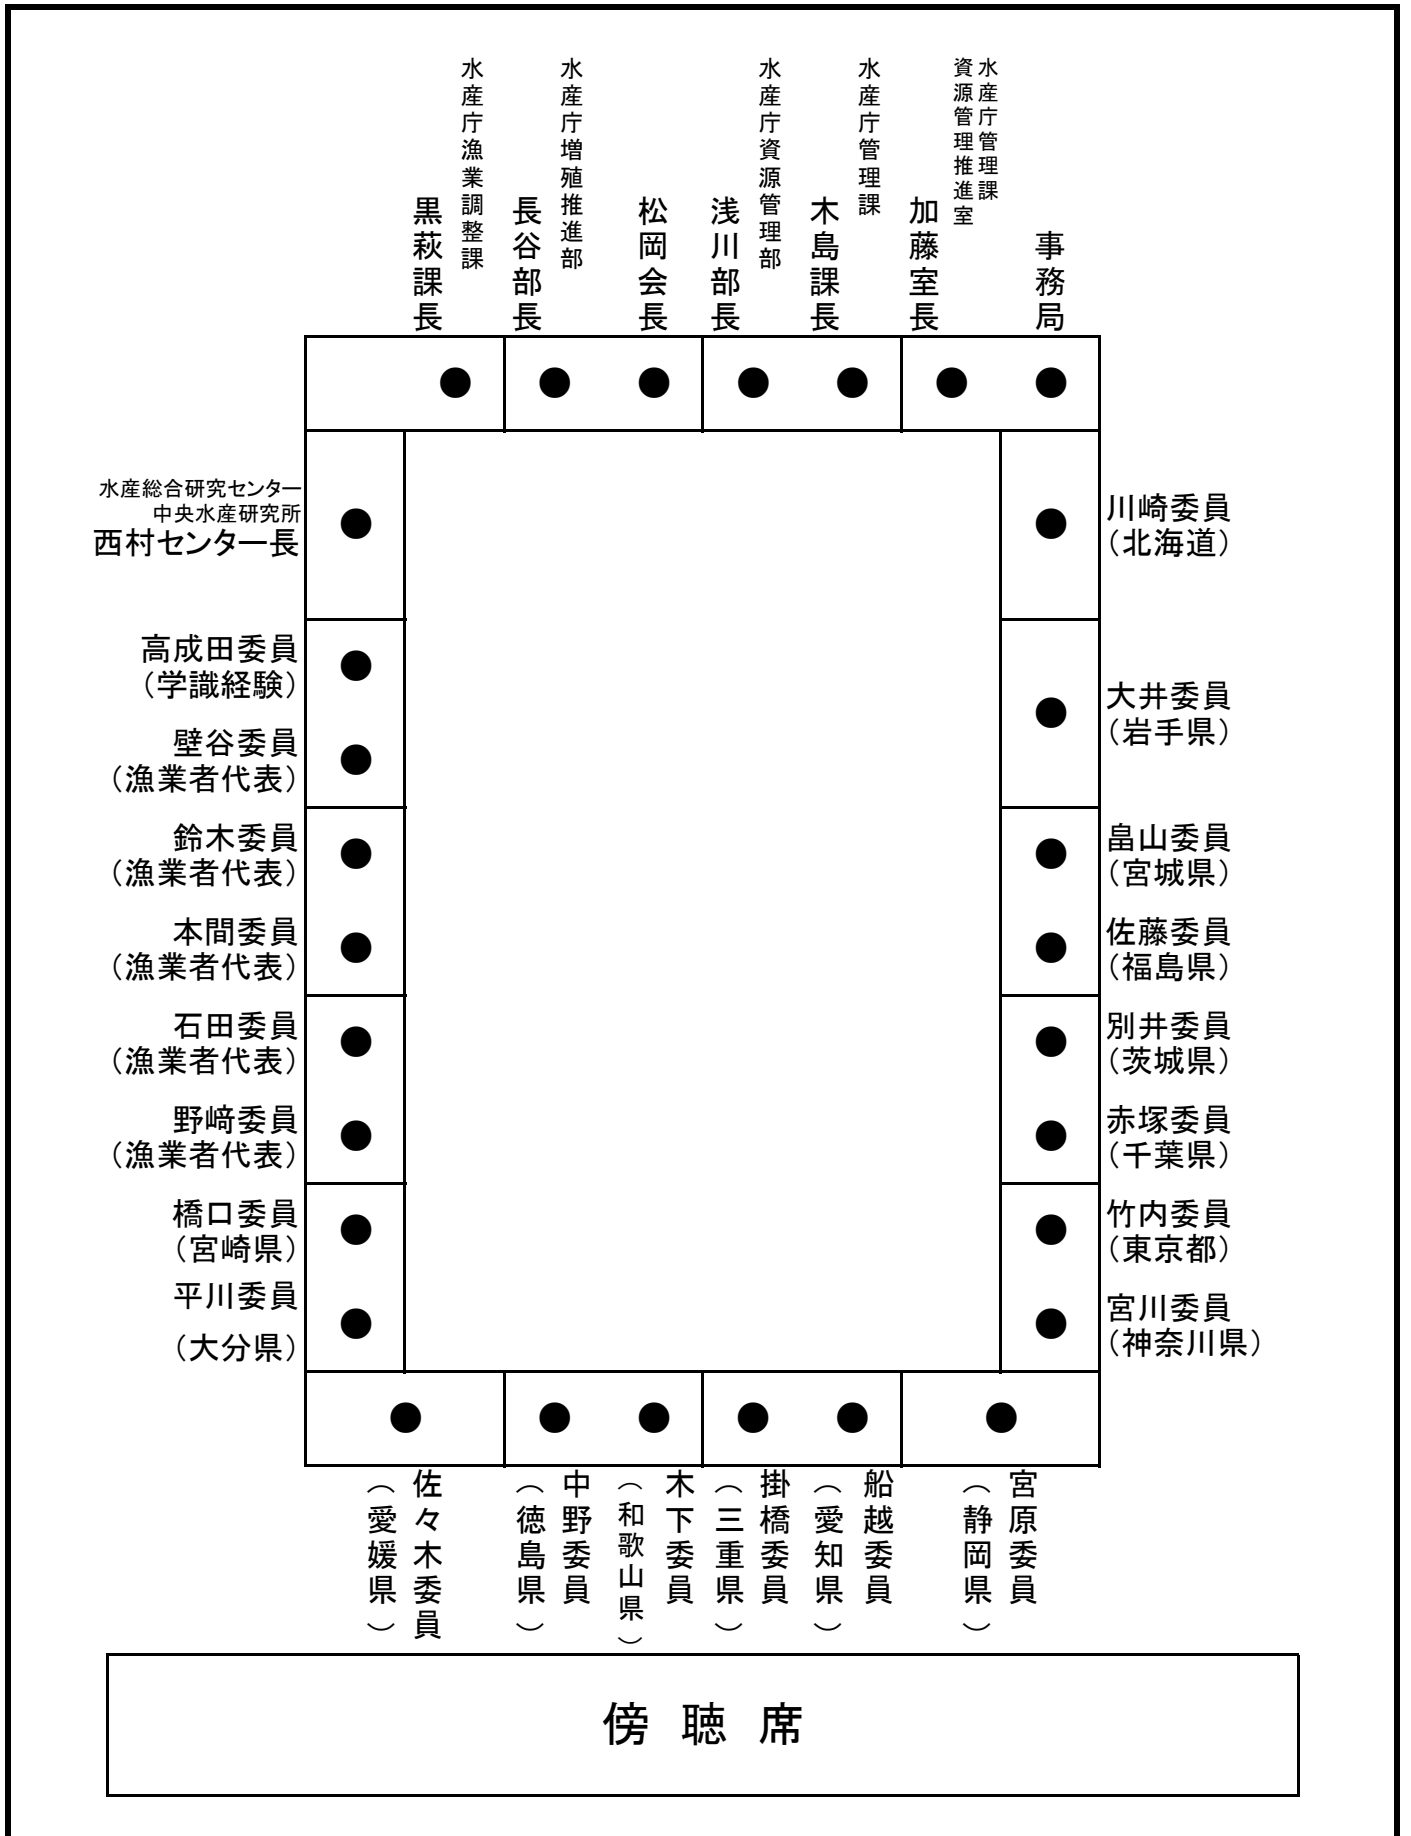 水産庁漁業調整課
黒萩課長
水産庁増殖推進部
長谷部長
松岡会長
水産庁資源管理部
浅川部長
水産庁管理課
木島課長
水産庁管理課
資源管理推進室
加藤室長
事務局
水産総合研究センター
中央水産研究所
西村センター長
高成田委員
（学識経験）
壁谷委員
（漁業者代表）
鈴木委員
（漁業者代表）
本間委員
（漁業者代表）
石田委員
（漁業者代表）
野﨑委員
（漁業者代表）
橋口委員
（宮崎県）
平川委員
（大分県）
川崎委員
（北海道）
大井委員
（岩手県）
畠山委員
（宮城県）
佐藤委員
（福島県）
別井委員
（茨城県）
赤塚委員
（千葉県）
竹内委員
（東京都）
宮川委員
（神奈川県）
佐々木委員
（愛媛県）
中野委員
（徳島県）
木下委員
（和歌山県）
掛橋委員
（三重県）
船越委員
（愛知県）
宮原委員
（静岡県）
傍聴席